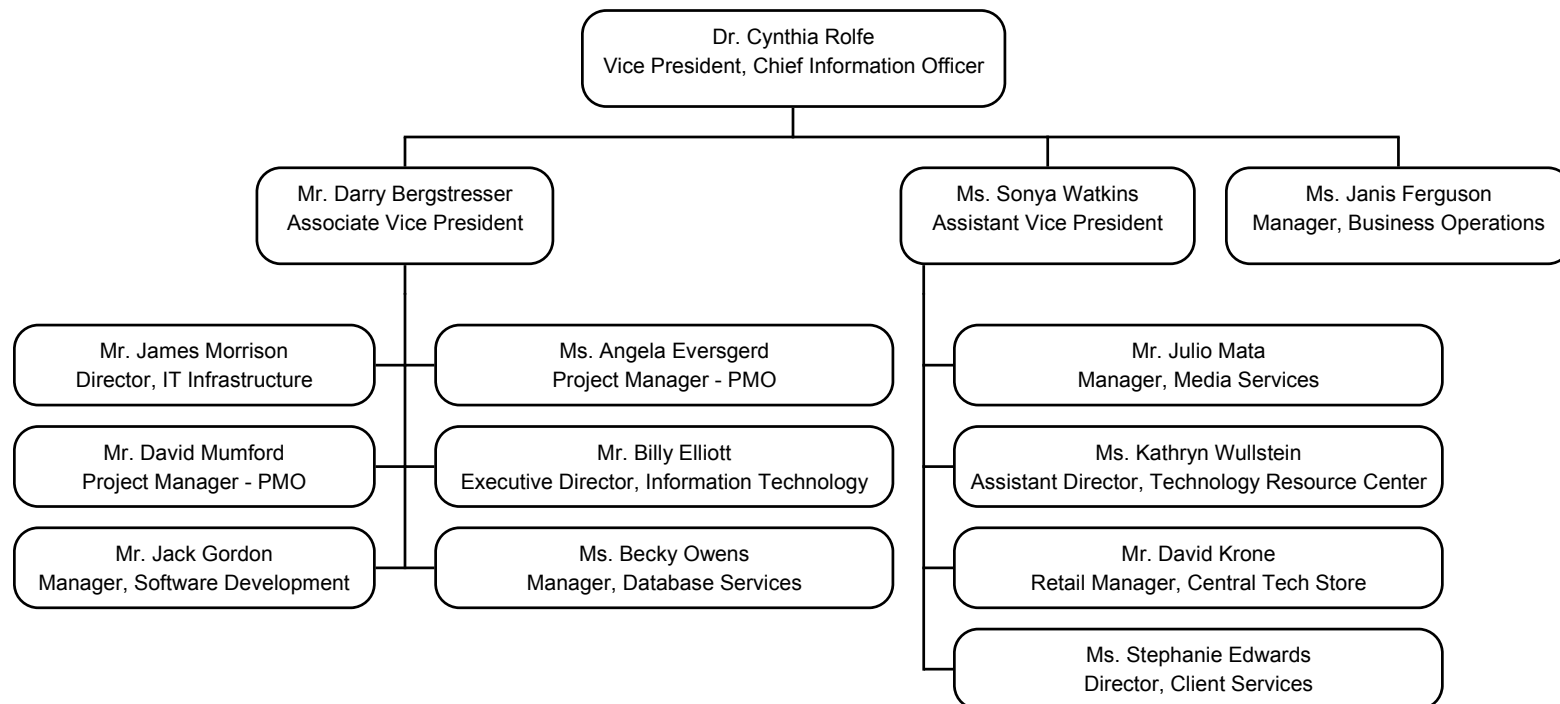 Dr. Cynthia Rolfe
Vice President, Chief Information Officer
Mr. Darry Bergstresser
Associate Vice President
Ms. Sonya Watkins
Assistant Vice President
Ms. Janis Ferguson
Manager, Business Operations
Mr. James Morrison
Director, IT Infrastructure
Ms. Angela Eversgerd
Project Manager - PMO
Mr. Julio Mata
Manager, Media Services
Mr. David Mumford
Project Manager - PMO
Mr. Billy Elliott
Executive Director, Information Technology
Ms. Kathryn Wullstein
Assistant Director, Technology Resource Center
Mr. Jack Gordon
Manager, Software Development
Ms. Becky Owens
Manager, Database Services
Mr. David Krone
Retail Manager, Central Tech Store
Ms. Stephanie Edwards
Director, Client Services